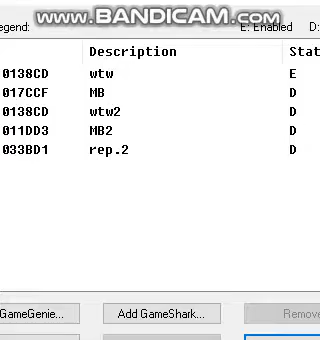 WWW.BANDICAM.COM
egend: E: Enabled D:
Description Stat
0138CD wtw E
017CCF MB D
0138CD wtw2 D
011DD3 MB2 D
033BD1 rep.2 D
GameGenie... Add GameShark... Remove